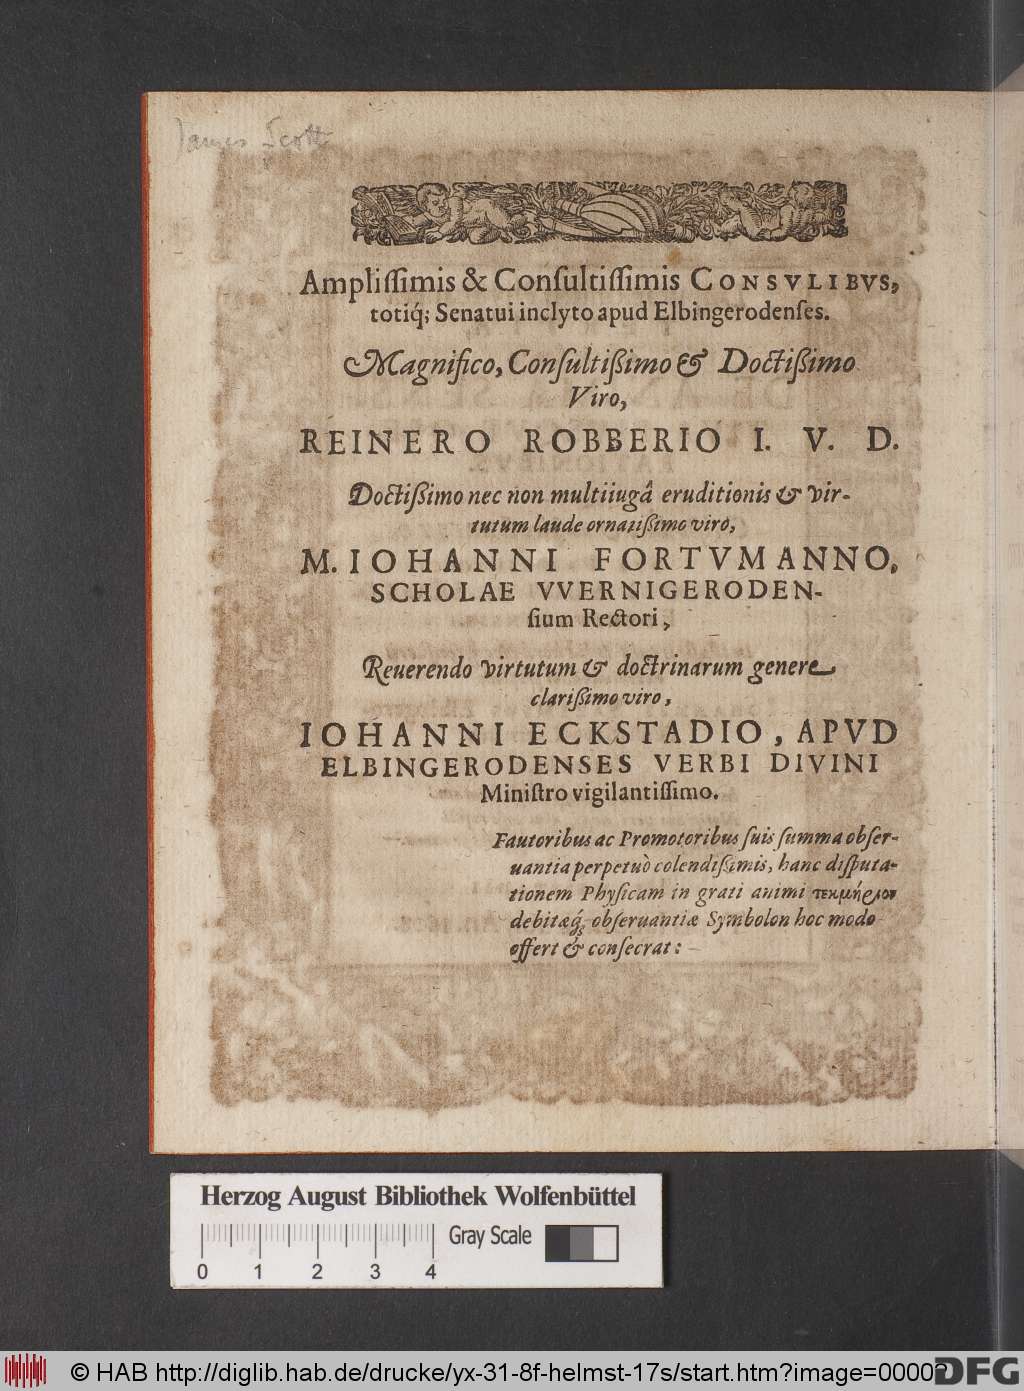 James Scott
Ampliſſimis & Conſultiſſimis CONSVLIBVS,
totiq́; Senatui inclyto apud Elbingerodenſes.
Magnifico, Conſultißimo & Doctißimo
Viro,
REINERO ROBBERIO I. V. D.
Doctißimo nec non multiiugâ eruditionis & vir-
tutum laude ornatißimo viro,
M. IOHANNI FORTVMANNO,
SCHOLAE VVERNIGERODEN-
ſium Rectori,
Reuerendo virtutum & doctrinarum genere
clarißimo viro,
IOHANNI ECKSTADIO, APVD
ELBINGERODENSES VERBI DIVINI
Miniſtro vigilantiſſimo.
Fautoribus ac Promotoribus ſuis ſumma obſer-
uantia perpetuò colendißimis, hanc diſputa-
tionem Phyſicam in grati animi τεκμήριον
debitæq́; obſeruantiæ Symbolon hoc modo
offert & conſecrat:
Herzog August Bibliothek Wolfenbüttel
Gray Scale
0 1 2 3 4
© HAB http://diglib.hab.de/drucke/yx-31-8f-helmst-17s/start.htm?image=00002
DFG